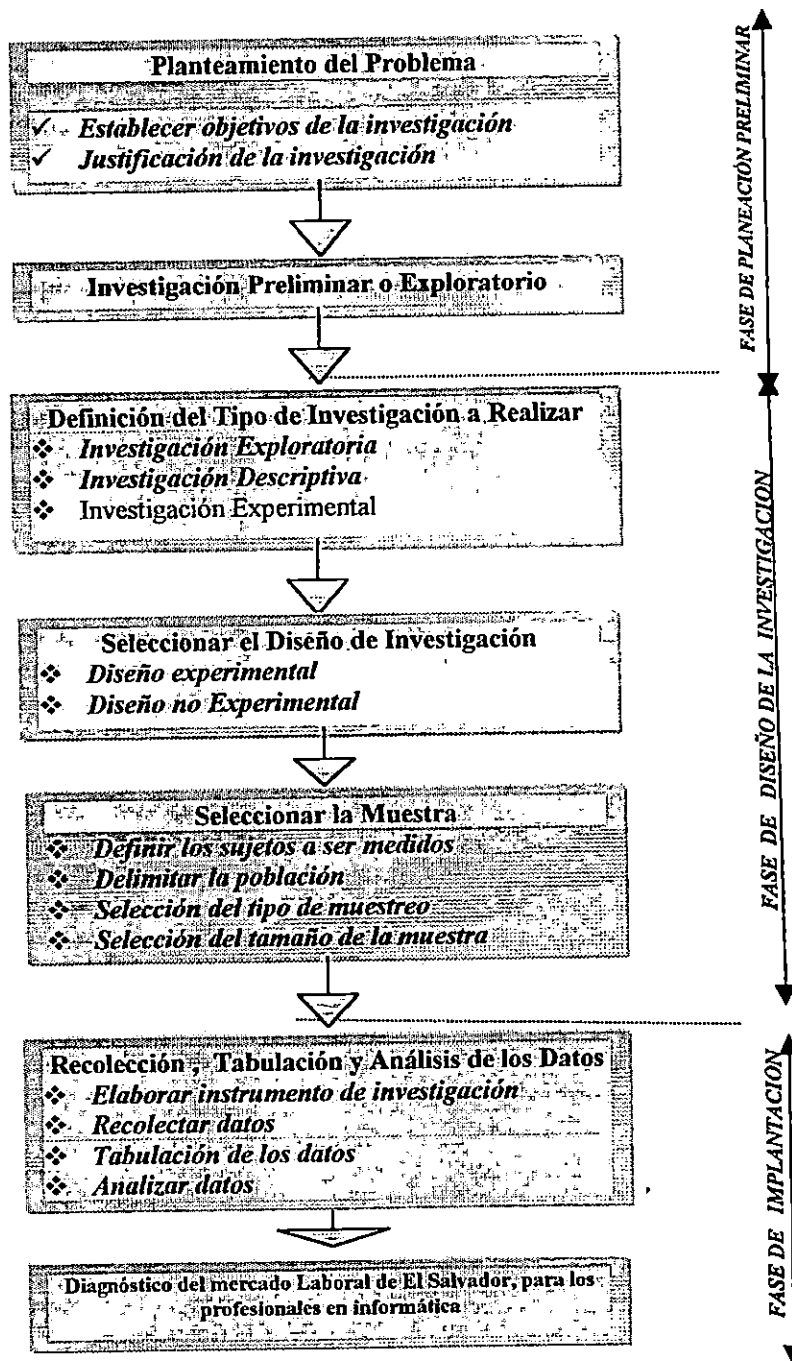 Planteamiento del Problema
✓ Establecer objetivos de la investigación
✓ Justificación de la investigación
Investigación Preliminar o Exploratorio
FASE DE PLANEACIÓN PRELIMINAR
Definición del Tipo de Investigación a Realizar
❖ Investigación Exploratoria
❖ Investigación Descriptiva
❖ Investigación Experimental
Seleccionar el Diseño de Investigación
❖ Diseño experimental
❖ Diseño no Experimental
Seleccionar la Muestra
❖ Definir los sujetos a ser medidos
❖ Delimitar la población
❖ Selección del tipo de muestreo
❖ Selección del tamaño de la muestra
FASE DE DISEÑO DE LA INVESTIGACION
Recolección, Tabulación y Análisis de los Datos
❖ Elaborar instrumento de investigación
❖ Recolectar datos
❖ Tabulación de los datos
❖ Analizar datos
Diagnóstico del mercado Laboral de El Salvador, para los
profesionales en informática
FASE DE IMPLANTACION